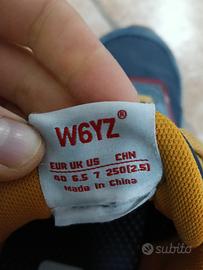 W6YZ®
EUR UK US CHN
40 6.5 7 250(2.5)
Made in China
subito